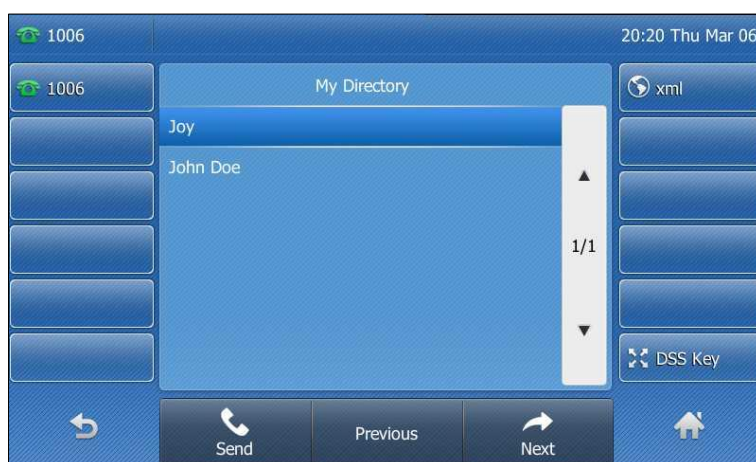 1006
20:20 Thu Mar 06
1006
My Directory
xml
Joy
John Doe
1/1
DSS Key
Send
Previous
Next